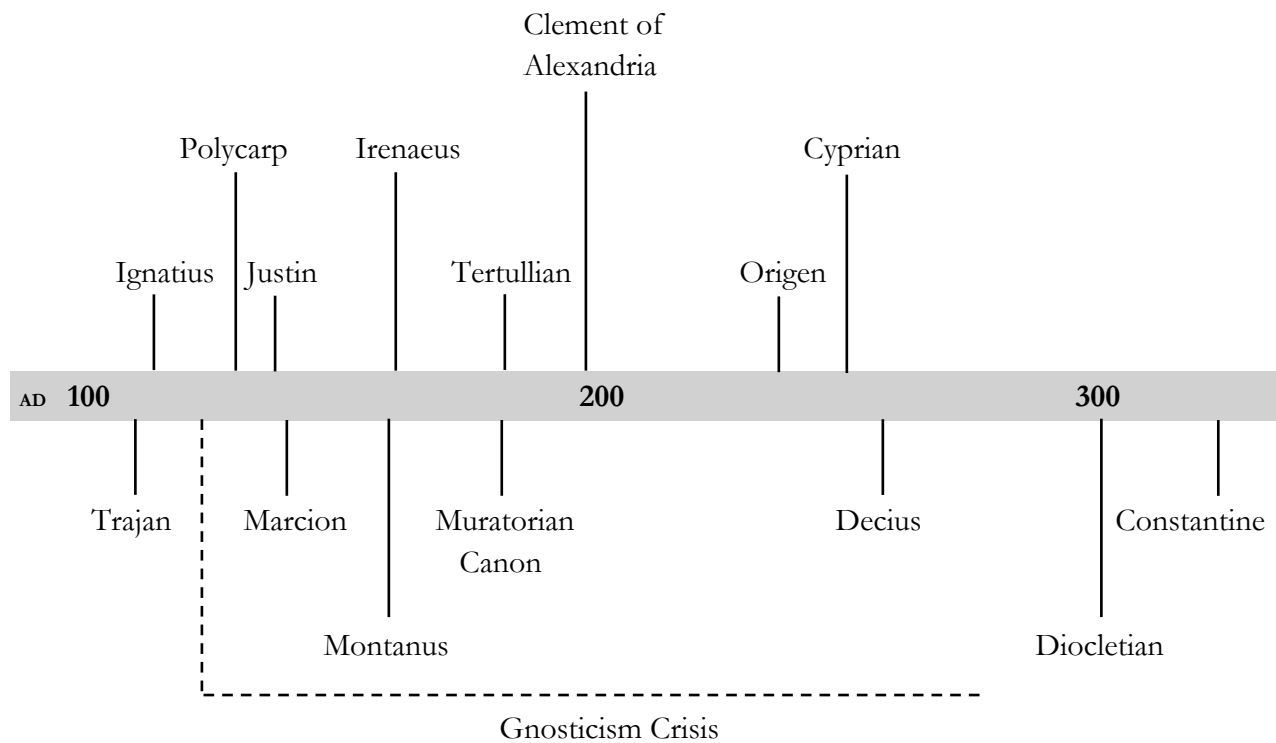 Clement of
Alexandria
Polycarp Irenaeus Cyprian
Ignatius Justin Tertullian Origen
AD 100 200 300
Trajan Marcion Muratorian Decius Constantine
Canon
Montanus Diocletian
Gnosticism Crisis